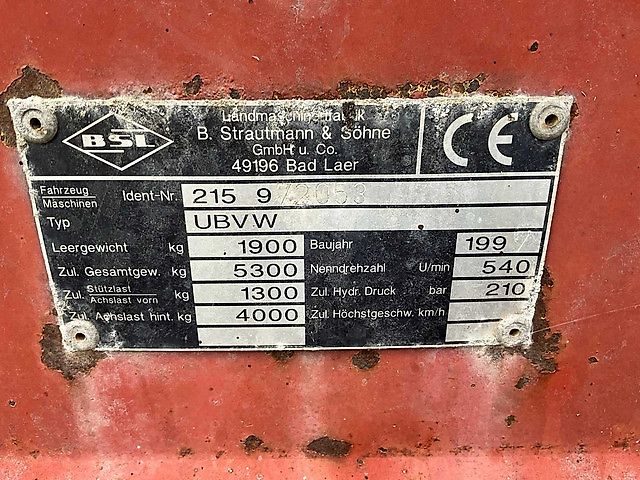 Landmaschinenfabrik
BSL
B. Strautmann & Söhne
GmbH u. Co.
49196 Bad Laer
CE
Fahrzeug
Maschinen Ident-Nr. 215 9
Typ UBVW
Leergewicht kg 1900 Baujahr 199
Zul. Gesamtgew. kg 5300 Nenndrehzahl U/min 540
Zul. Stützlast
Achslast vorn kg 1300 Zul. Hydr. Druck bar 210
Zul. Achslast hint. kg 4000 Zul. Höchstgeschw. km/h